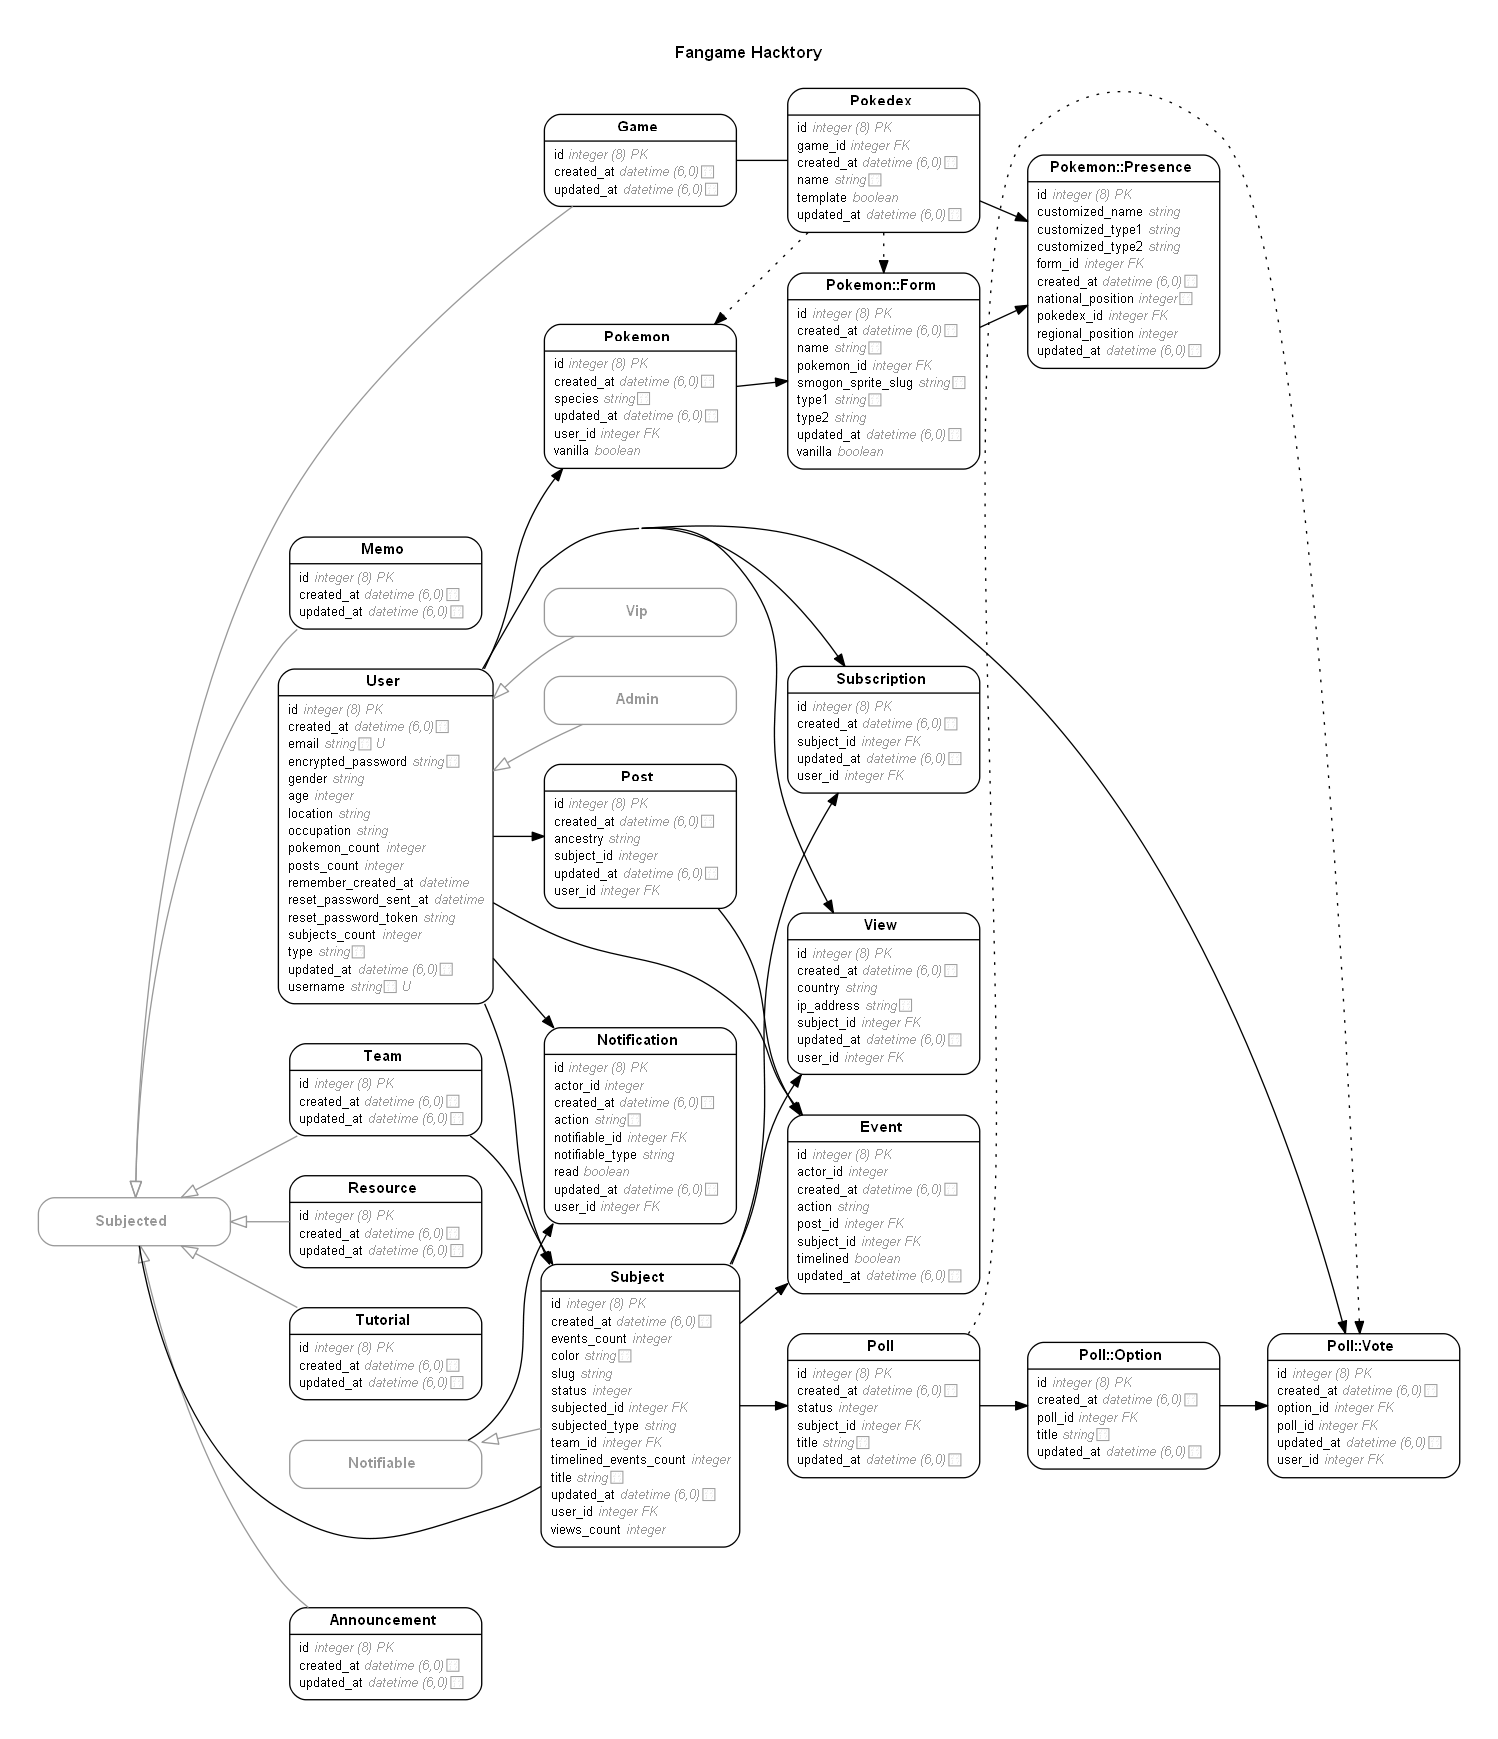 Fangame Hacktory
Game
id integer (8) PK
created_at datetime (6,0)
updated_at datetime (6,0)
Pokedex
id integer (8) PK
game_id integer FK
created_at datetime (6,0)
name string
template boolean
updated_at datetime (6,0)
Pokemon::Presence
id integer (8) PK
customized_name string
customized_type1 string
customized_type2 string
form_id integer FK
created_at datetime (6,0)
national_position integer
pokedex_id integer FK
regional_position integer
updated_at datetime (6,0)
Pokemon::Form
id integer (8) PK
created_at datetime (6,0)
name string
pokemon_id integer FK
smogon_sprite_slug string
type1 string
type2 string
updated_at datetime (6,0)
vanilla boolean
Pokemon
id integer (8) PK
created_at datetime (6,0)
species string
updated_at datetime (6,0)
user_id integer FK
vanilla boolean
Memo
id integer (8) PK
created_at datetime (6,0)
updated_at datetime (6,0)
Vip
Admin
User
id integer (8) PK
created_at datetime (6,0)
email string U
encrypted_password string
gender string
age integer
location string
occupation string
pokemon_count integer
posts_count integer
remember_created_at datetime
reset_password_sent_at datetime
reset_password_token string
subjects_count integer
type string
updated_at datetime (6,0)
username string U
Subscription
id integer (8) PK
created_at datetime (6,0)
subject_id integer FK
updated_at datetime (6,0)
user_id integer FK
Post
id integer (8) PK
created_at datetime (6,0)
ancestry string
subject_id integer
updated_at datetime (6,0)
user_id integer FK
View
id integer (8) PK
created_at datetime (6,0)
country string
ip_address string
subject_id integer FK
updated_at datetime (6,0)
user_id integer FK
Notification
id integer (8) PK
actor_id integer
created_at datetime (6,0)
action string
notifiable_id integer FK
notifiable_type string
read boolean
updated_at datetime (6,0)
user_id integer FK
Team
id integer (8) PK
created_at datetime (6,0)
updated_at datetime (6,0)
Event
id integer (8) PK
actor_id integer
created_at datetime (6,0)
action string
post_id integer FK
subject_id integer FK
timelined boolean
updated_at datetime (6,0)
Resource
id integer (8) PK
created_at datetime (6,0)
updated_at datetime (6,0)
Subjected
Tutorial
id integer (8) PK
created_at datetime (6,0)
updated_at datetime (6,0)
Subject
id integer (8) PK
created_at datetime (6,0)
events_count integer
color string
slug string
status integer
subjected_id integer FK
subjected_type string
team_id integer FK
timelined_events_count integer
title string
updated_at datetime (6,0)
user_id integer FK
views_count integer
Poll
id integer (8) PK
created_at datetime (6,0)
status integer
subject_id integer FK
title string
updated_at datetime (6,0)
Poll::Option
id integer (8) PK
created_at datetime (6,0)
poll_id integer FK
title string
updated_at datetime (6,0)
Poll::Vote
id integer (8) PK
created_at datetime (6,0)
option_id integer FK
poll_id integer FK
updated_at datetime (6,0)
user_id integer FK
Notifiable
Announcement
id integer (8) PK
created_at datetime (6,0)
updated_at datetime (6,0)